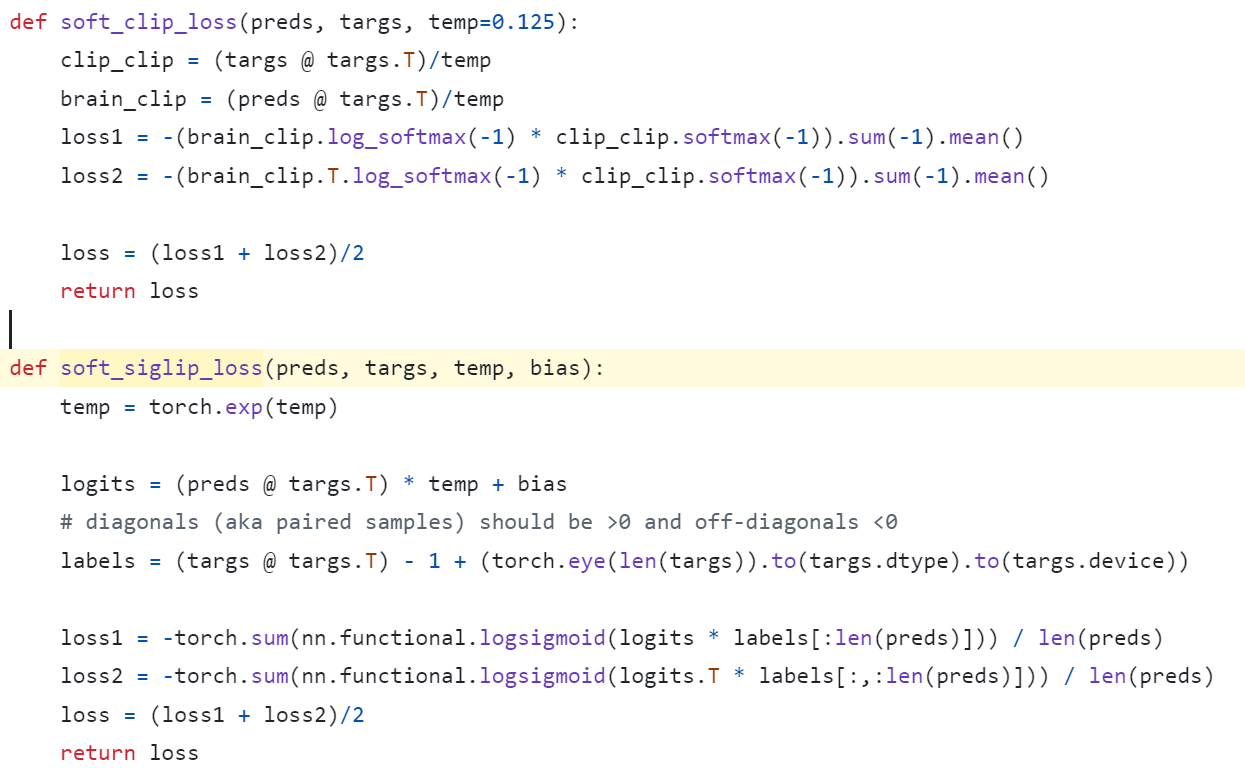 def soft_clip_loss(preds, targs, temp=0.125):
    clip_clip = (targs @ targs.T)/temp
    brain_clip = (preds @ targs.T)/temp
    loss1 = -(brain_clip.log_softmax(-1) * clip_clip.softmax(-1)).sum(-1).mean()
    loss2 = -(brain_clip.T.log_softmax(-1) * clip_clip.softmax(-1)).sum(-1).mean()

    loss = (loss1 + loss2)/2
    return loss

def soft_siglip_loss(preds, targs, temp, bias):
    temp = torch.exp(temp)

    logits = (preds @ targs.T) * temp + bias
    # diagonals (aka paired samples) should be >0 and off-diagonals <0
    labels = (targs @ targs.T) - 1 + (torch.eye(len(targs)).to(targs.dtype).to(targs.device))

    loss1 = -torch.sum(nn.functional.logsigmoid(logits * labels[:len(preds)])) / len(preds)
    loss2 = -torch.sum(nn.functional.logsigmoid(logits.T * labels[:,:len(preds)])) / len(preds)
    loss = (loss1 + loss2)/2
    return loss